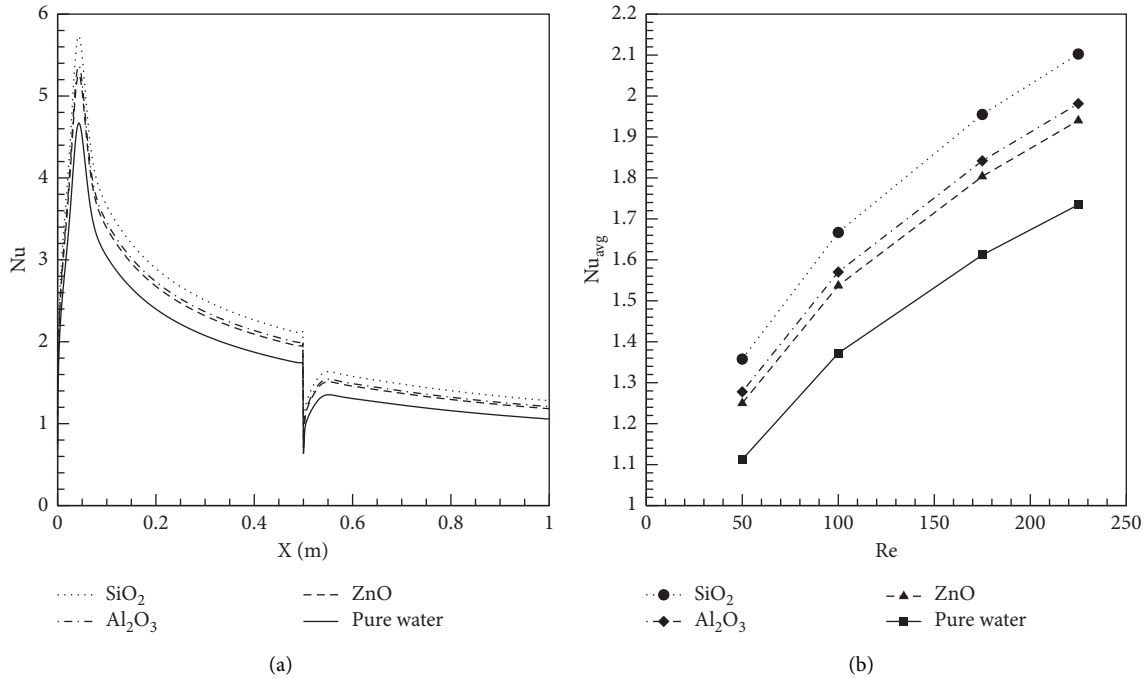 6
5
4
3
2
1
0
Nu
0
0.2
0.4
0.6
0.8
1
X (m)
SiO₂
Al₂O₃
ZnO
Pure water
(a)
2.2
2.1
2
1.9
1.8
1.7
1.6
1.5
1.4
1.3
1.2
1.1
1
Nu_avg
0
50
100
150
200
250
Re
SiO₂
Al₂O₃
ZnO
Pure water
(b)